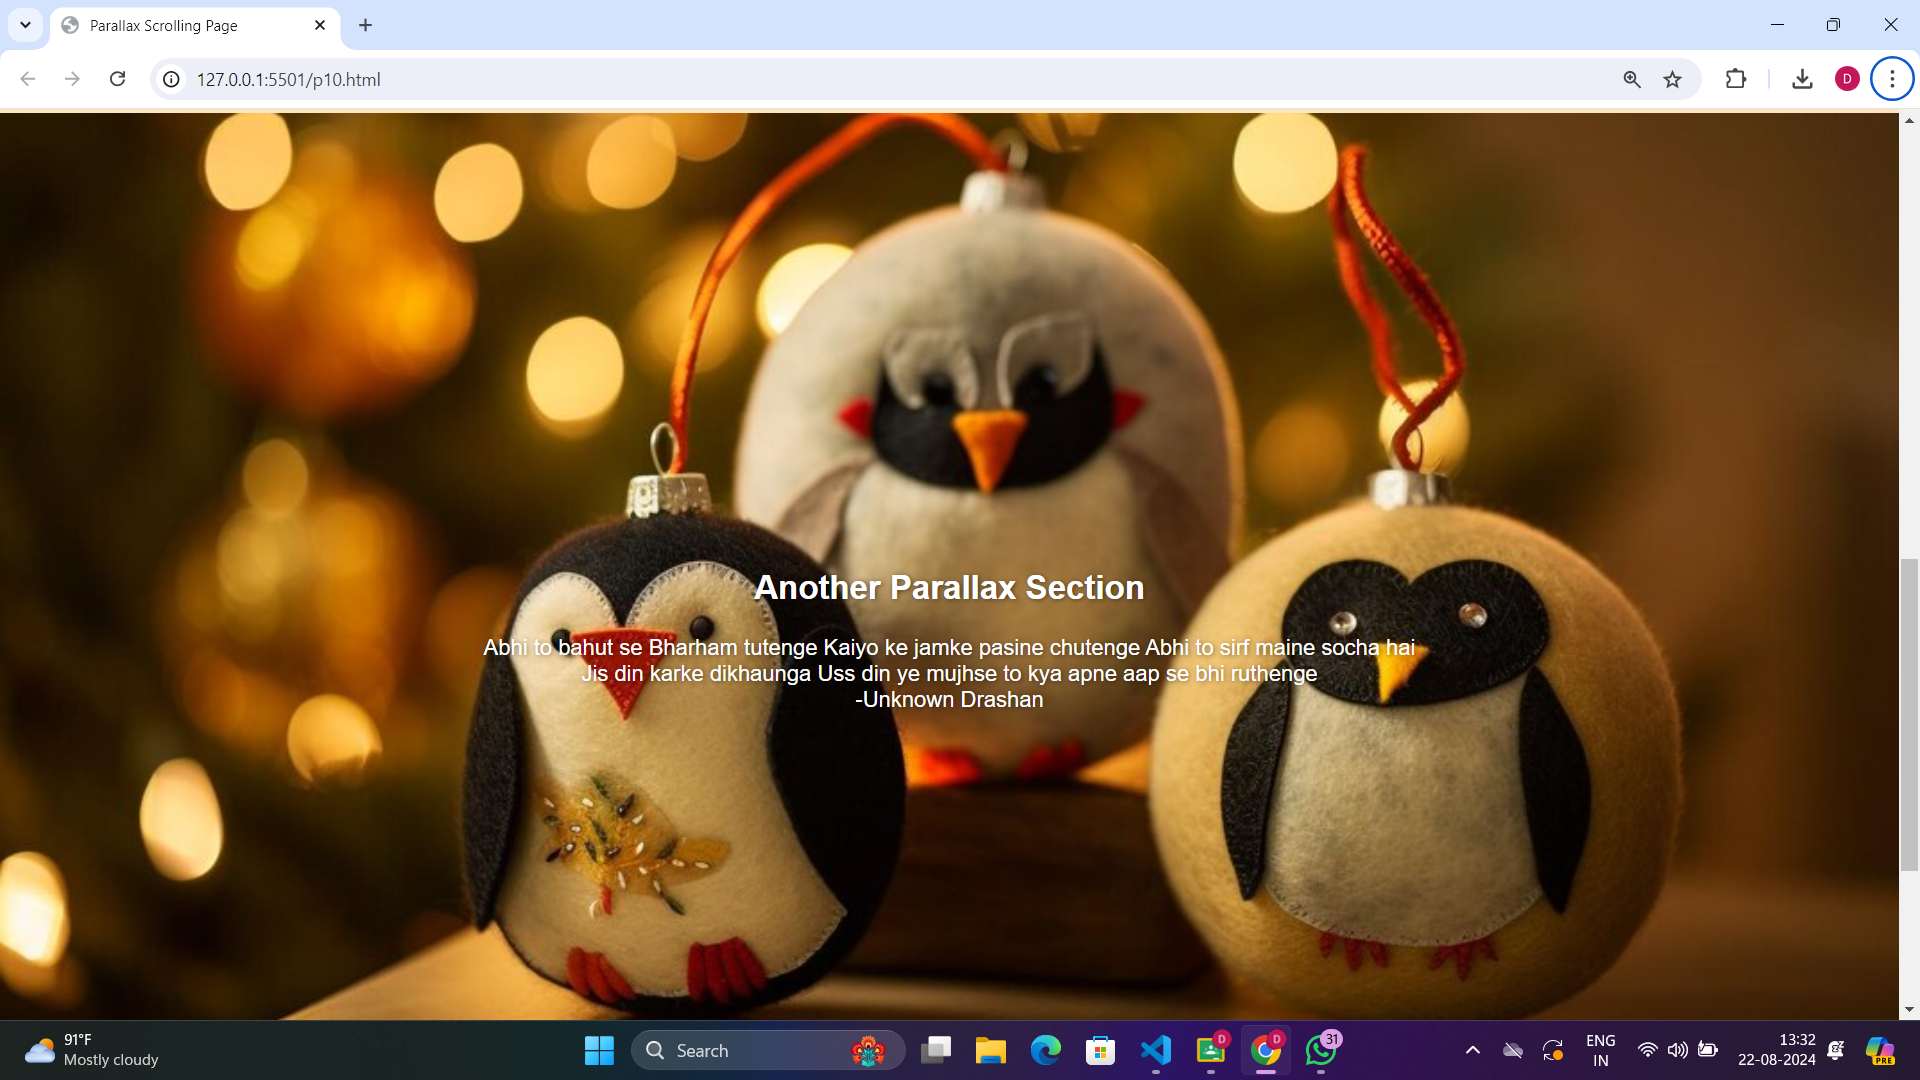 Parallax Scrolling Page
127.0.0.1:5501/p10.html
D
Another Parallax Section
Abhi to bahut se Bharham tutenge Kaiyo ke jamke pasine chutenge Abhi to sirf maine socha hai
Jis din karke dikhaunga Uss din ye mujhse to kya apne aap se bhi ruthenge
-Unknown Drashan
91°F
Mostly cloudy
Search
D
D
31
ENG
IN
13:32
22-08-2024
PRE